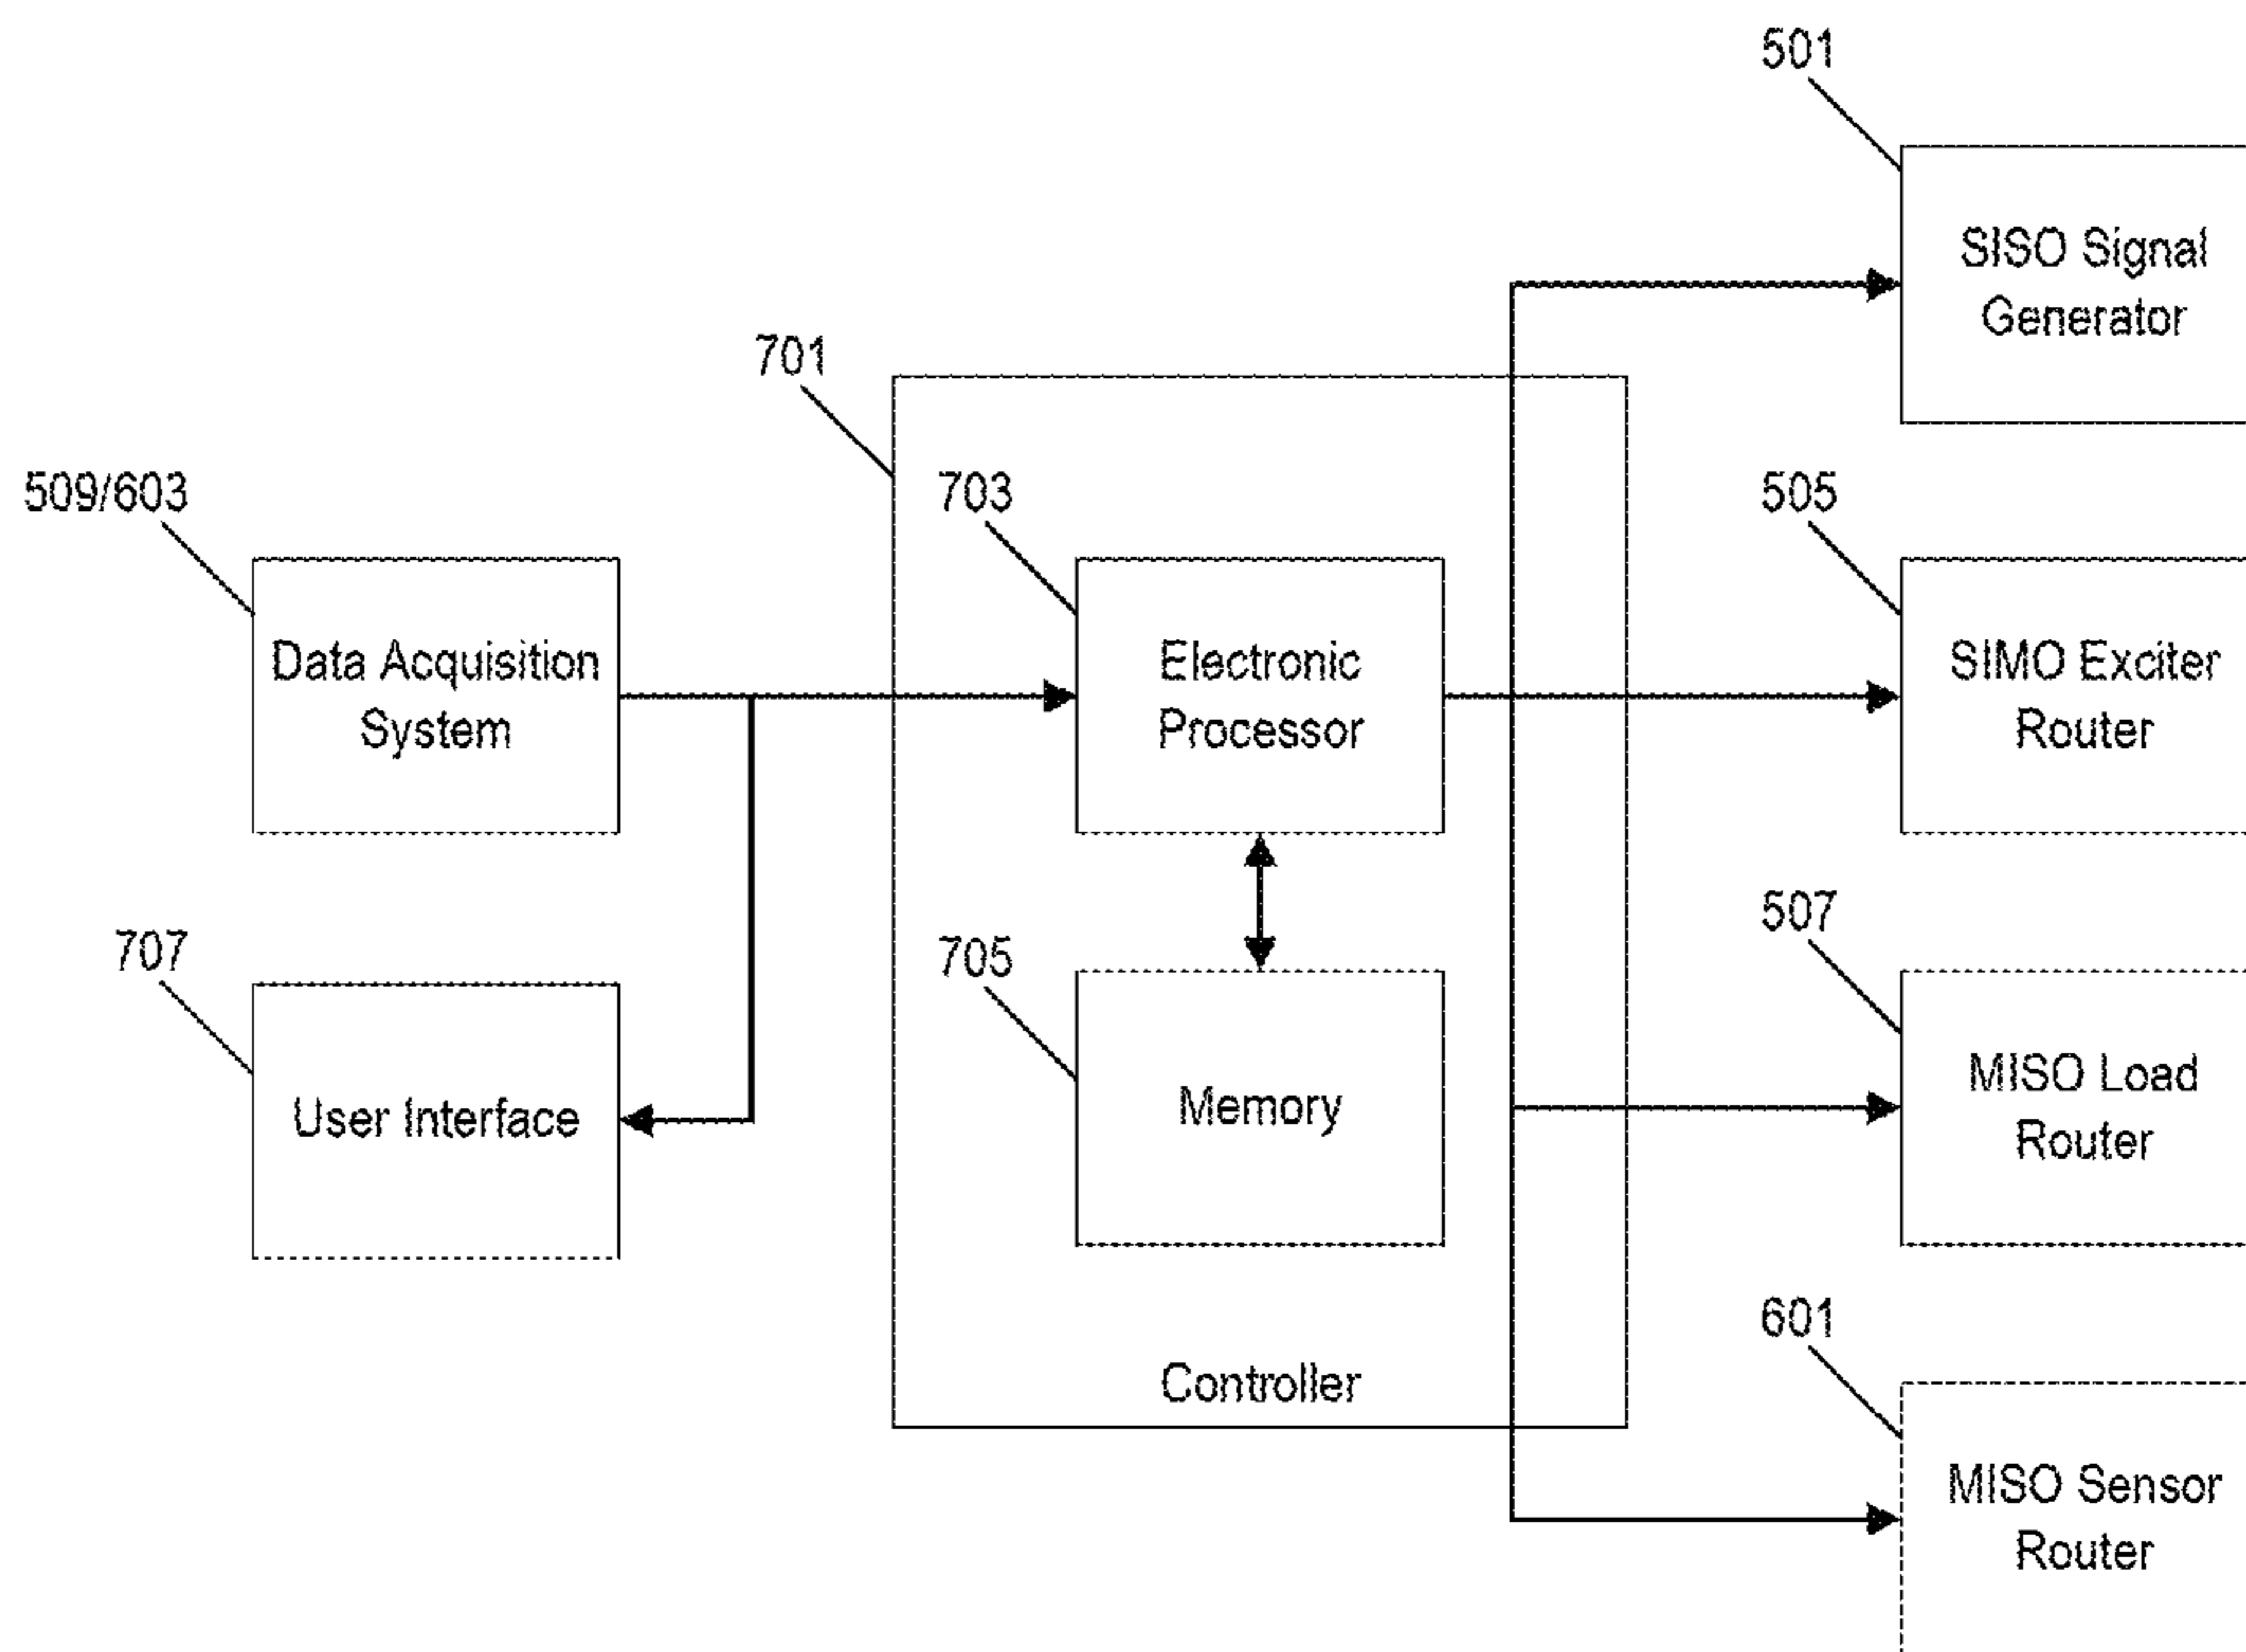 501
SISO Signal
Generator
701
509/603
703
505
Data Acquisition
System
Electronic
Processor
SIMO Exciter
Router
707
705
507
User Interface
Memory
MISO Load
Router
601
Controller
MISO Sensor
Router